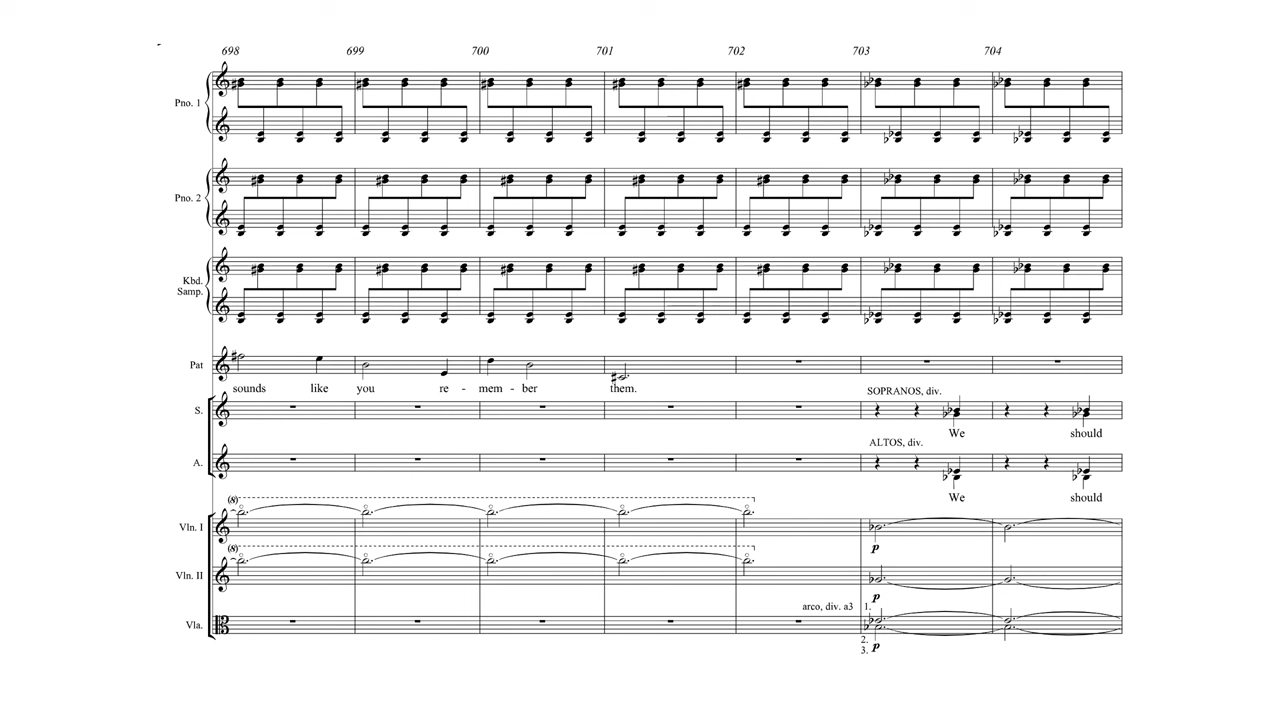 698 699 700 701 702 703 704
Pno. 1
Pno. 2
Kbd.
Samp.
Pat
sounds like you re - mem - ber them.
SOPRANOS, div.
S.
We should
ALTOS, div.
A.
We should
(8)
Vln. I
p
(8)
Vln. II
p
arco, div. a3 1.
Vla.
2.
3.
p